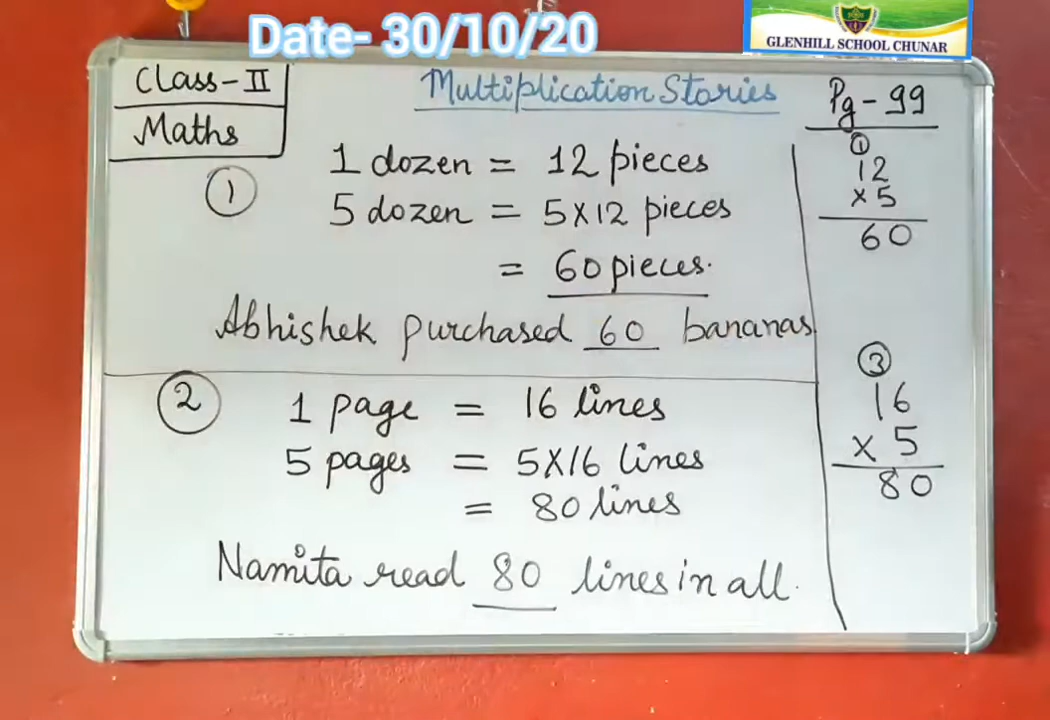 Date- 30/10/20
GLENHILL SCHOOL CHUNAR
Class-II
Maths
Multiplication Stories
Pg-99
1
1 dozen = 12 pieces
5 dozen = 5x12 pieces
= 60 pieces.
Abhishek purchased 60 bananas
1
12
x5
60
2
1 page = 16 lines
5 pages = 5X16 lines
= 80 lines
Namita read 80 lines in all.
3
16
x 5
80